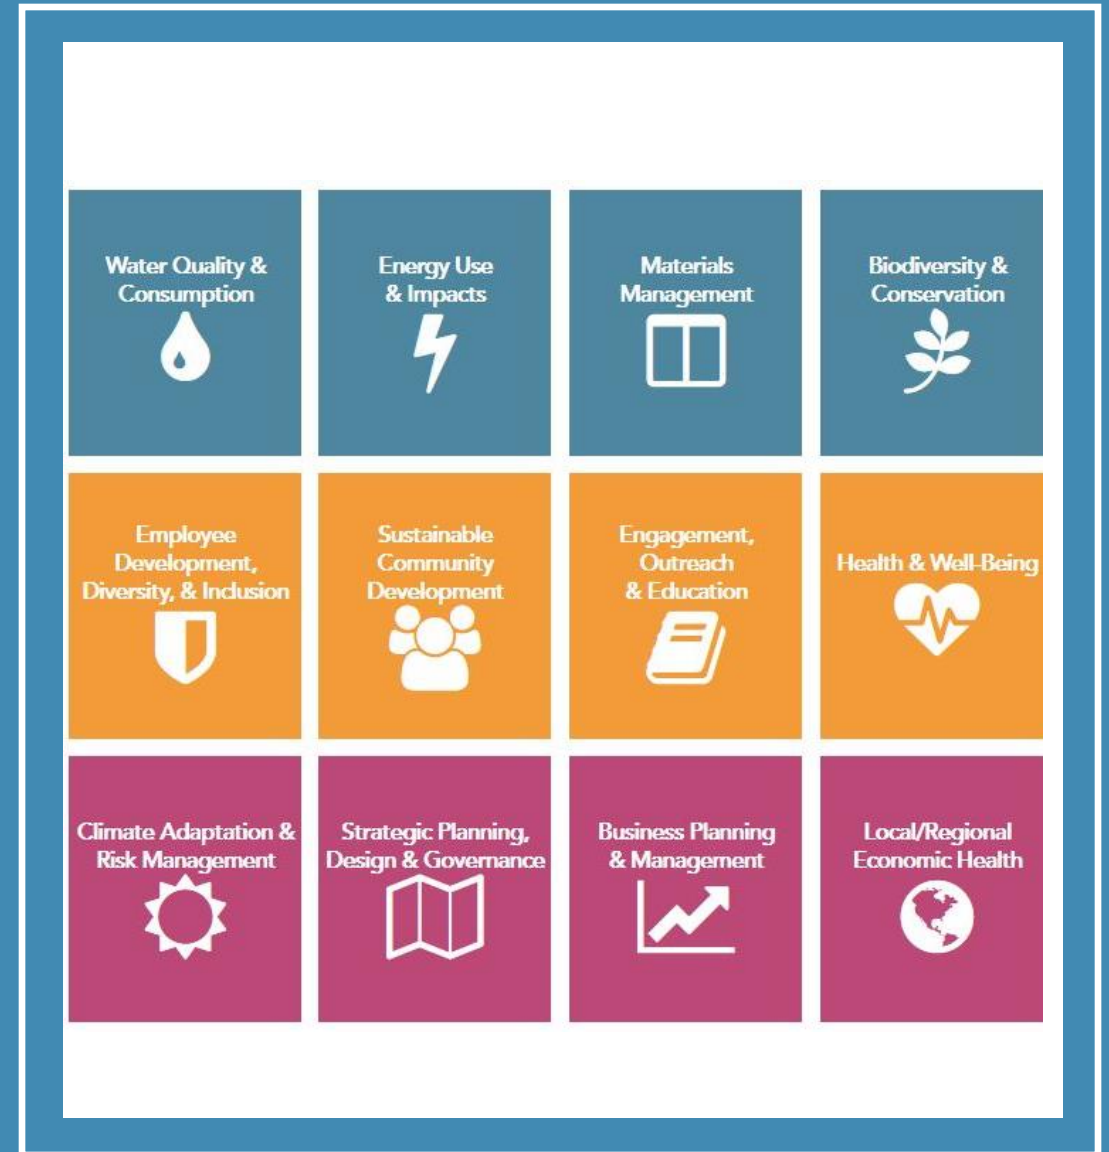 Water Quality &
Consumption
Energy Use
& Impacts
Materials
Management
Biodiversity &
Conservation
Employee
Development,
Diversity, & Inclusion
Sustainable
Community
Development
Engagement,
Outreach
& Education
Health & Well-Being
Climate Adaptation &
Risk Management
Strategic Planning,
Design & Governance
Business Planning
& Management
Local/Regional
Economic Health